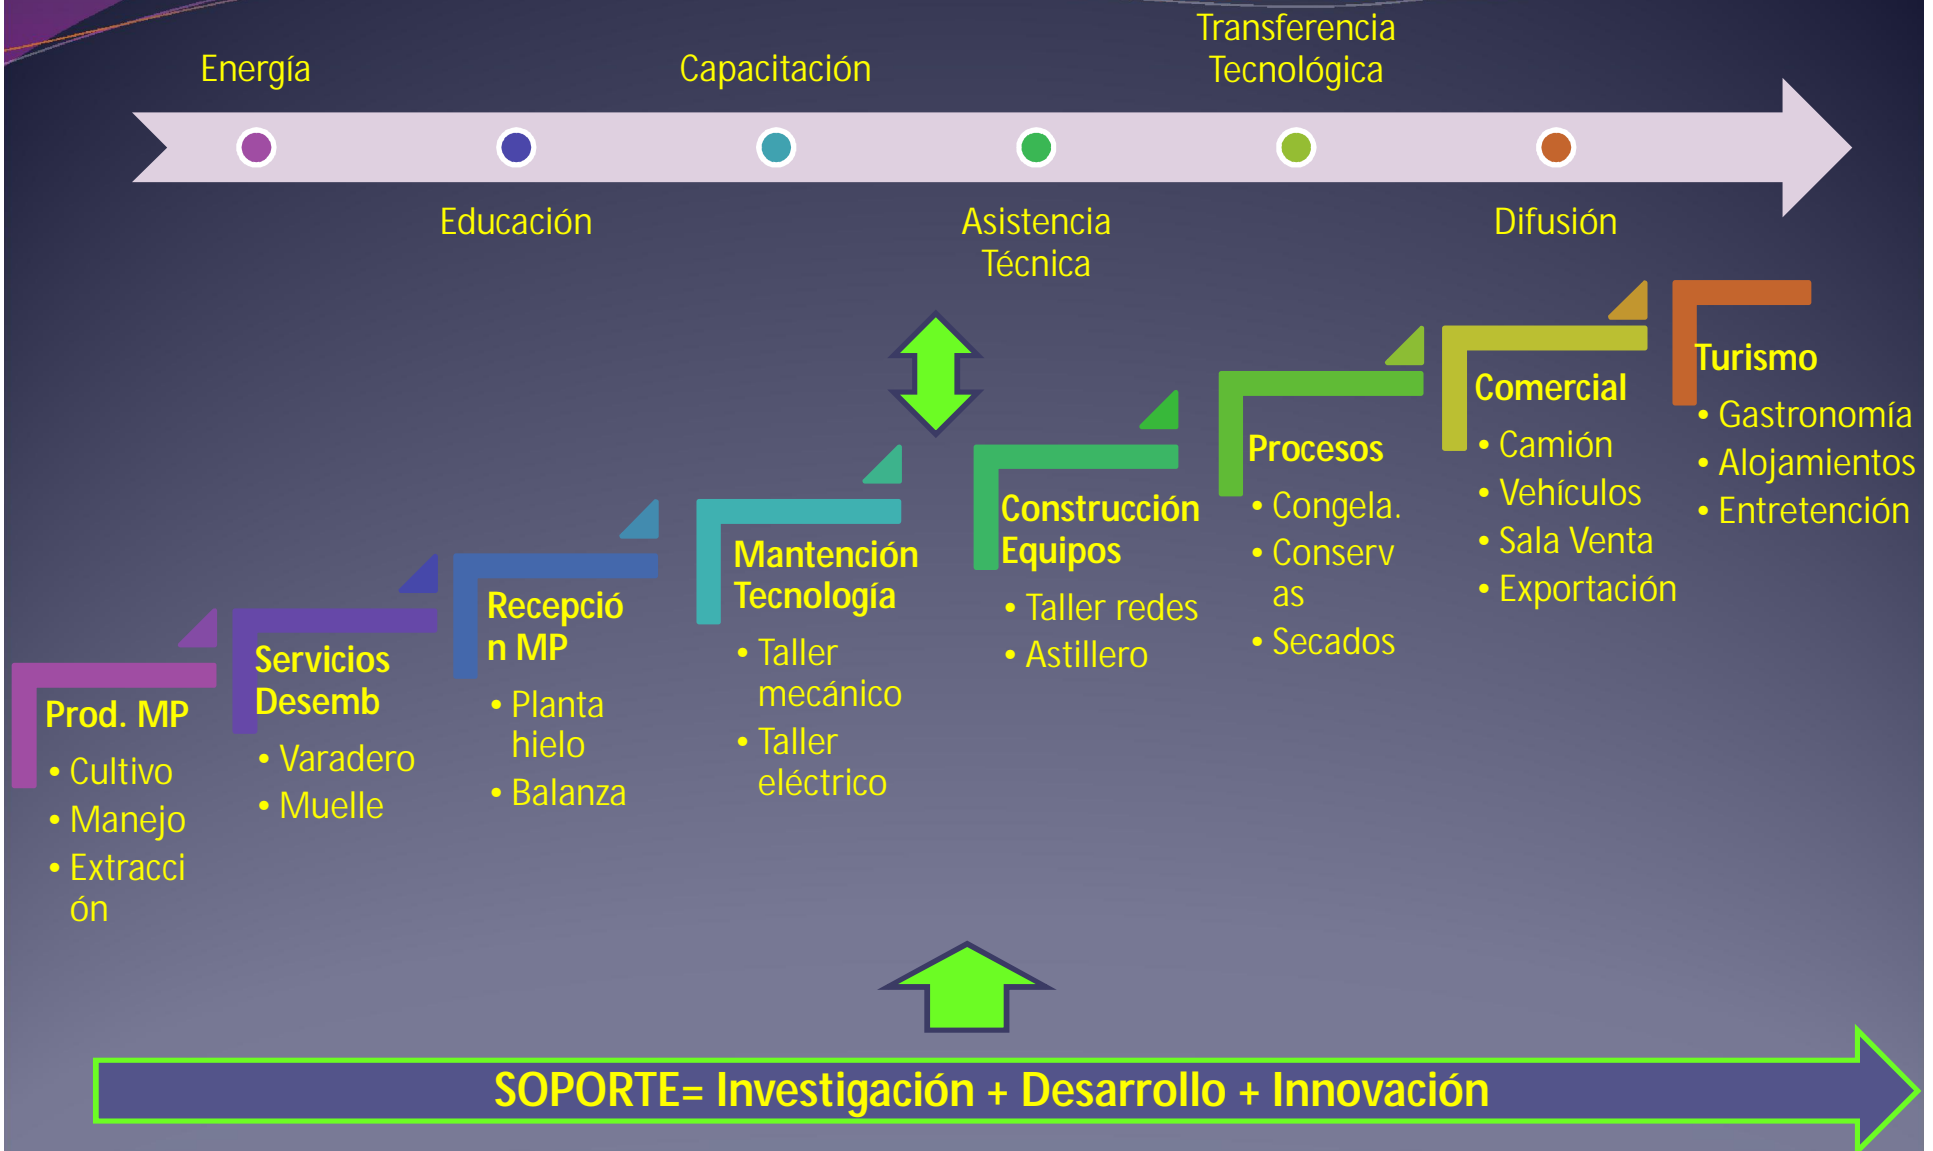 Energía
Capacitación
Transferencia
Tecnológica
Educación
Asistencia
Técnica
Difusión
Prod. MP
• Cultivo
• Manejo
• Extracci
ón
Servicios
Desemb
• Varadero
• Muelle
Recepció
n MP
• Planta
hielo
• Balanza
Mantención
Tecnología
• Taller
mecánico
• Taller
eléctrico
Construcción
Equipos
• Taller redes
• Astillero
Procesos
• Congela.
• Conserv
as
• Secados
Comercial
• Camión
• Vehículos
• Sala Venta
• Exportación
Turismo
• Gastronomía
• Alojamientos
• Entretención
SOPORTE= Investigación + Desarrollo + Innovación